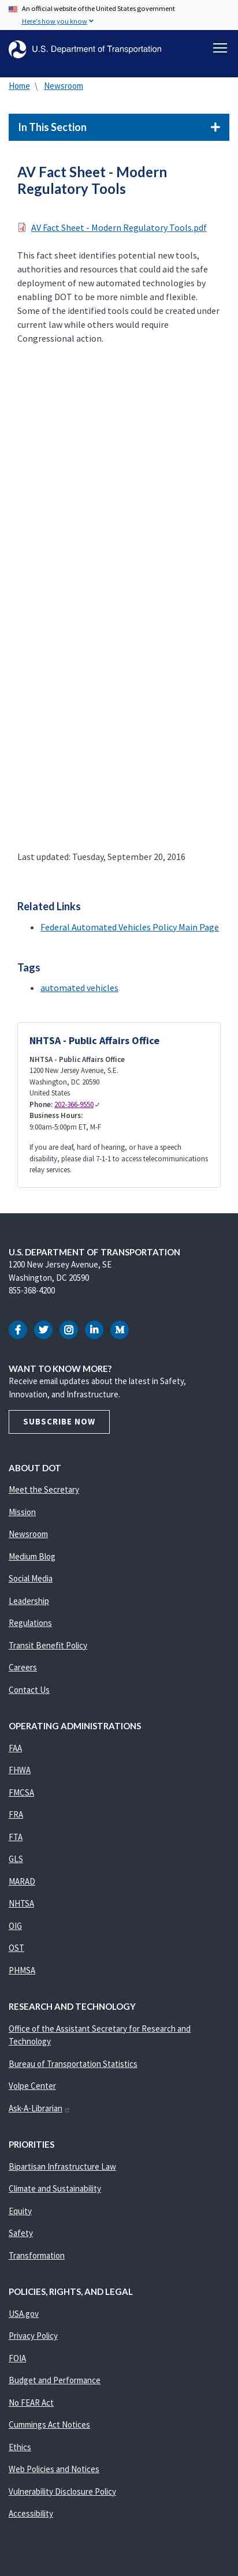 An official website of the United States government
Here's how you know
U.S. Department of Transportation
Home \ Newsroom
In This Section
AV Fact Sheet - Modern
Regulatory Tools
AV Fact Sheet - Modern Regulatory Tools.pdf
This fact sheet identifies potential new tools,
authorities and resources that could aid the safe
deployment of new automated technologies by
enabling DOT to be more nimble and flexible.
Some of the identified tools could be created under
current law while others would require
Congressional action.
Last updated: Tuesday, September 20, 2016
Related Links
• Federal Automated Vehicles Policy Main Page
Tags
• automated vehicles
NHTSA - Public Affairs Office
NHTSA - Public Affairs Office
1200 New Jersey Avenue, S.E.
Washington, DC 20590
United States
Phone: 202-366-9550
Business Hours:
9:00am-5:00pm ET, M-F
If you are deaf, hard of hearing, or have a speech
disability, please dial 7-1-1 to access telecommunications
relay services.
U.S. DEPARTMENT OF TRANSPORTATION
1200 New Jersey Avenue, SE
Washington, DC 20590
855-368-4200
WANT TO KNOW MORE?
Receive email updates about the latest in Safety,
Innovation, and Infrastructure.
SUBSCRIBE NOW
ABOUT DOT
Meet the Secretary
Mission
Newsroom
Medium Blog
Social Media
Leadership
Regulations
Transit Benefit Policy
Careers
Contact Us
OPERATING ADMINISTRATIONS
FAA
FHWA
FMCSA
FRA
FTA
GLS
MARAD
NHTSA
OIG
OST
PHMSA
RESEARCH AND TECHNOLOGY
Office of the Assistant Secretary for Research and
Technology
Bureau of Transportation Statistics
Volpe Center
Ask-A-Librarian
PRIORITIES
Bipartisan Infrastructure Law
Climate and Sustainability
Equity
Safety
Transformation
POLICIES, RIGHTS, AND LEGAL
USA.gov
Privacy Policy
FOIA
Budget and Performance
No FEAR Act
Cummings Act Notices
Ethics
Web Policies and Notices
Vulnerability Disclosure Policy
Accessibility